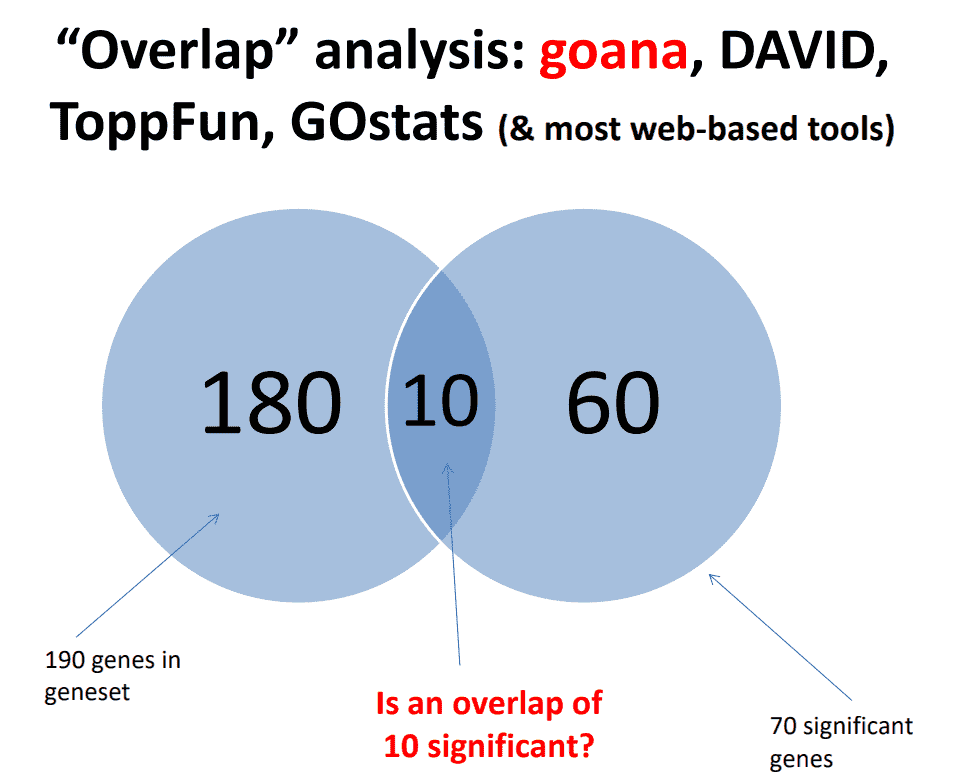 “Overlap” analysis: goana, DAVID,
ToppFun, GOstats (& most web-based tools)
180
10
60
190 genes in
geneset
Is an overlap of
10 significant?
70 significant
genes